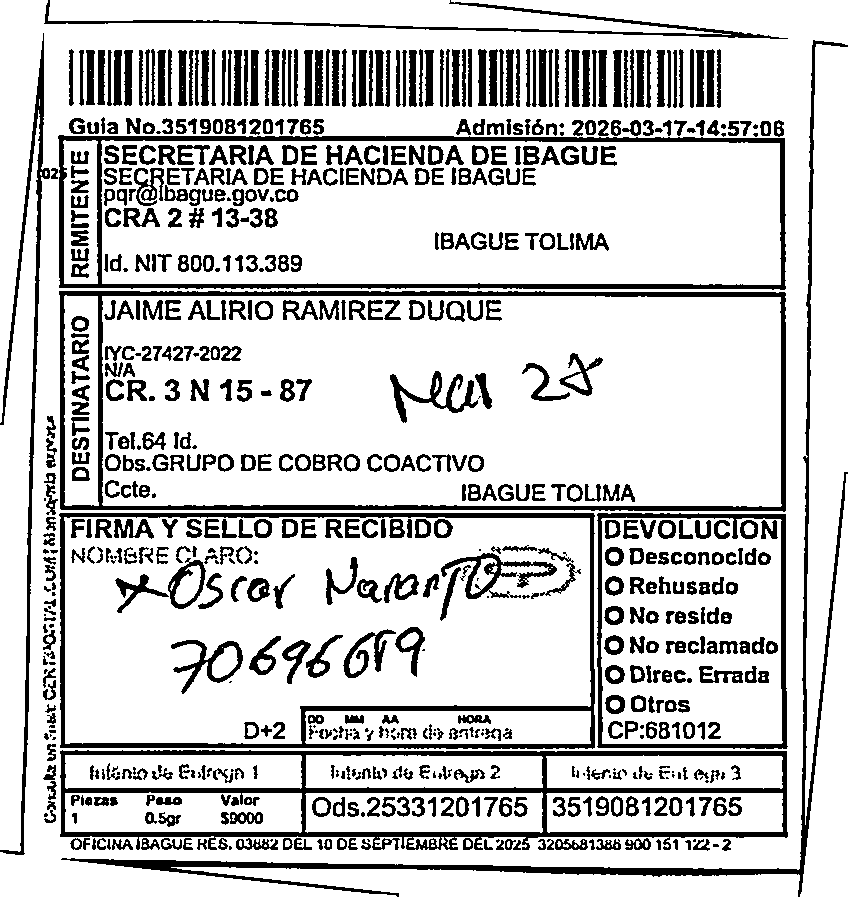 Guia No.3519081201765 Admisión: 2026-03-17-14:57:06
REMITENTE
SECRETARIA DE HACIENDA DE IBAGUE
SECRETARIA DE HACIENDA DE IBAGUE
pqr@ibague.gov.co
CRA 2 # 13-38
IBAGUE TOLIMA
Id. NIT 800.113.389
DESTINATARIO
JAIME ALIRIO RAMIREZ DUQUE
IYC-27427-2022
N/A
CR. 3 N 15 - 87
Tel.64 Id.
Obs.GRUPO DE COBRO COACTIVO
Ccte. IBAGUE TOLIMA
FIRMA Y SELLO DE RECIBIDO
NOMBRE CLARO:
Oscar Naranjo
D+2
DD MM AA HORA
Fecha y hora de entrega
DEVOLUCION
Desconocido
Rehusado
No reside
No reclamado
Direc. Errada
Otros
CP:681012
Intento de Entrega 1 Intento de Entrega 2 Intento de Entrega 3
Piezas Peso Valor
1 0.5gr $9000
Ods.25331201765 3519081201765
OFICINA IBAGUE RES. 03882 DEL 10 DE SEPTIEMBRE DEL 2025 3205681388 900 151 122 - 2